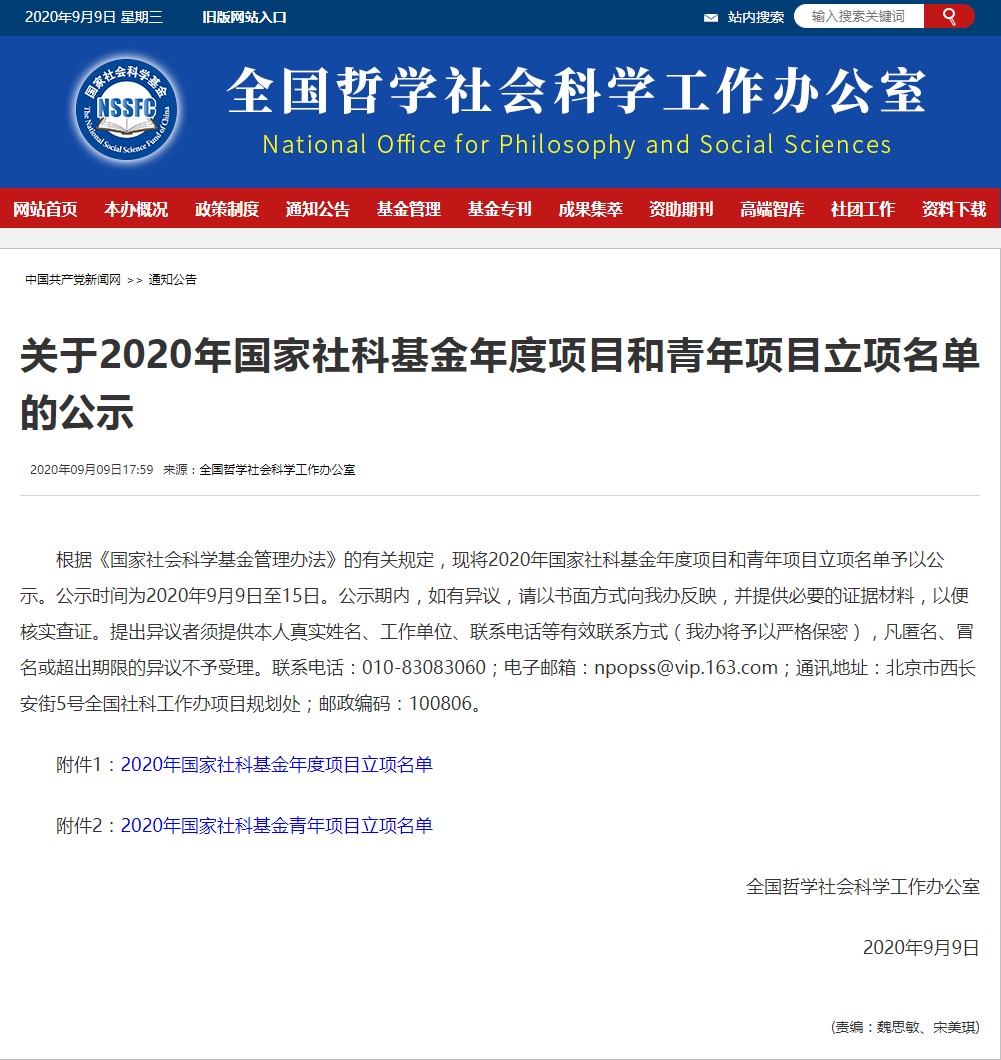 2020年9月9日 星期三 旧版网站入口 站内搜索 输入搜索关键词
国家社会科学基金
NSSFC
The National Social Science Fund of China
全国哲学社会科学工作办公室
National Office for Philosophy and Social Sciences
网站首页 本办概况 政策制度 通知公告 基金管理 基金专刊 成果集萃 资助期刊 高端智库 社团工作 资料下载
中国共产党新闻网 >> 通知公告
关于2020年国家社科基金年度项目和青年项目立项名单
的公示
2020年09月09日17:59 来源：全国哲学社会科学工作办公室
根据《国家社会科学基金管理办法》的有关规定，现将2020年国家社科基金年度项目和青年项目立项名单予以公
示。公示时间为2020年9月9日至15日。公示期内，如有异议，请以书面方式向我办反映，并提供必要的证据材料，以便
核实查证。提出异议者须提供本人真实姓名、工作单位、联系电话等有效联系方式（我办将予以严格保密），凡匿名、冒
名或超出期限的异议不予受理。联系电话：010-83083060；电子邮箱：npopss@vip.163.com；通讯地址：北京市西长
安街5号全国社科工作办项目规划处；邮政编码：100806。
附件1：2020年国家社科基金年度项目立项名单
附件2：2020年国家社科基金青年项目立项名单
全国哲学社会科学工作办公室
2020年9月9日
(责编：魏思敏、宋美琪)